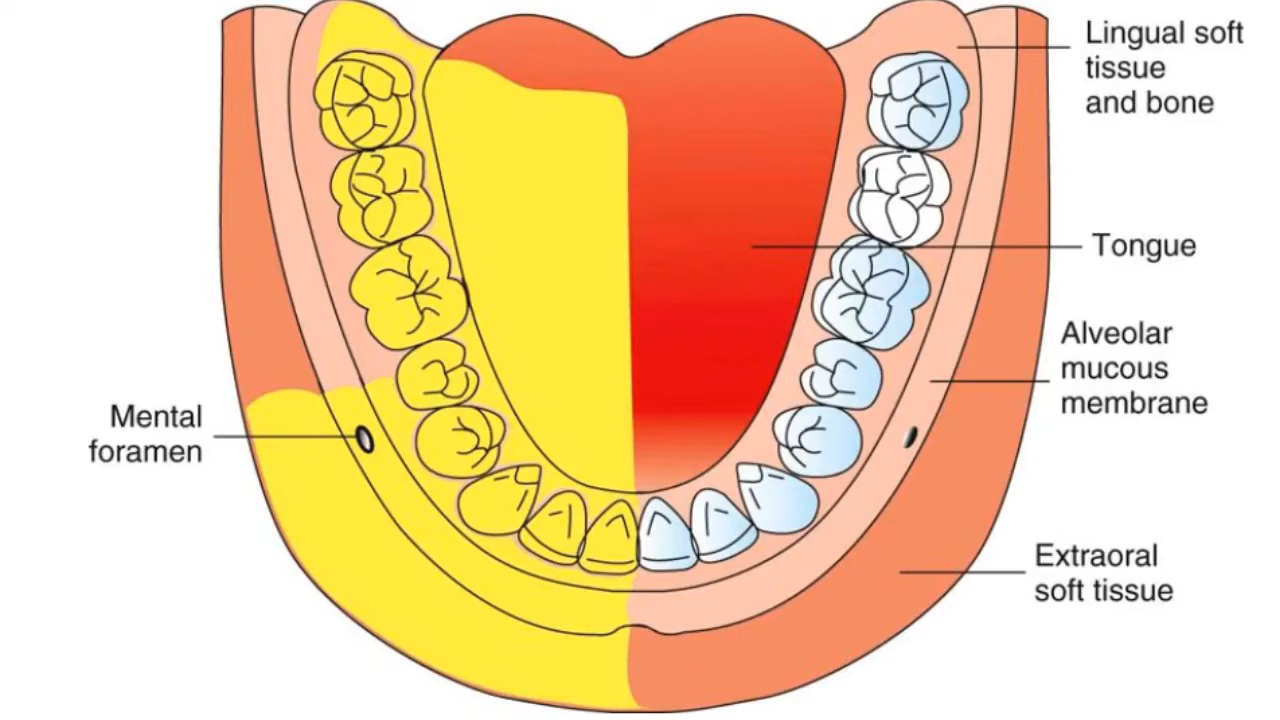 Lingual soft
tissue
and bone
Tongue
Alveolar
mucous
membrane
Mental
foramen
Extraoral
soft tissue